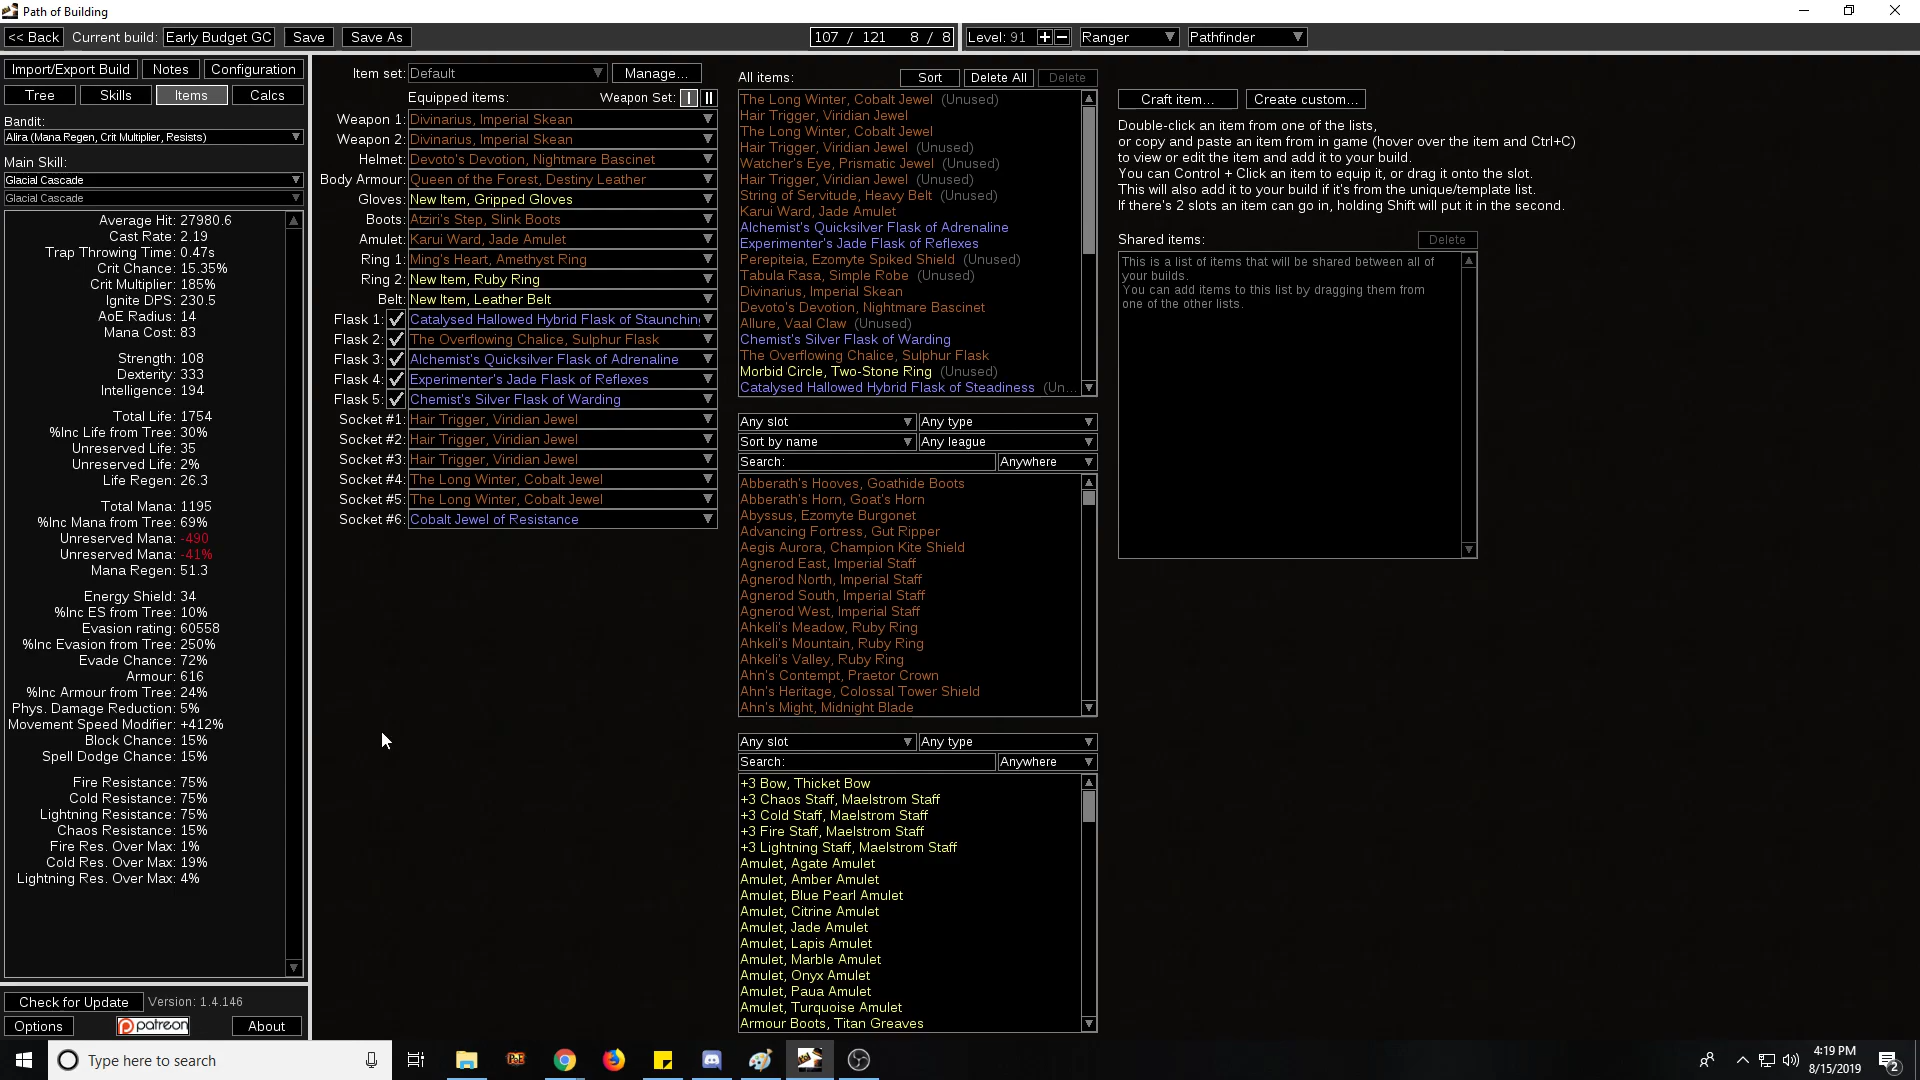 Path of Building
<< Back
Current build:
Early Budget GC
Save
Save As
107 / 121    8 / 8
Level: 91
+
−
Ranger
Pathfinder
Import/Export Build
Notes
Configuration
Tree
Skills
Items
Calcs
Bandit:
Alira (Mana Regen, Crit Multiplier, Resists)
Main Skill:
Glacial Cascade
Glacial Cascade
Average Hit: 27980.6
Cast Rate: 2.19
Trap Throwing Time: 0.47s
Crit Chance: 15.35%
Crit Multiplier: 185%
Ignite DPS: 230.5
AoE Radius: 14
Mana Cost: 83
Strength: 108
Dexterity: 333
Intelligence: 194
Total Life: 1754
%Inc Life from Tree: 30%
Unreserved Life: 35
Unreserved Life: 2%
Life Regen: 26.3
Total Mana: 1195
%Inc Mana from Tree: 69%
Unreserved Mana: -490
Unreserved Mana: -41%
Mana Regen: 51.3
Energy Shield: 34
%Inc ES from Tree: 10%
Evasion rating: 60558
%Inc Evasion from Tree: 250%
Evade Chance: 72%
Armour: 616
%Inc Armour from Tree: 24%
Phys. Damage Reduction: 5%
Movement Speed Modifier: +412%
Block Chance: 15%
Spell Dodge Chance: 15%
Fire Resistance: 75%
Cold Resistance: 75%
Lightning Resistance: 75%
Chaos Resistance: 15%
Fire Res. Over Max: 1%
Cold Res. Over Max: 19%
Lightning Res. Over Max: 4%
Check for Update
Version: 1.4.146
Options
patreon
About
Item set: Default
Manage...
Equipped items:
Weapon Set: I II
Weapon 1: Divinarius, Imperial Skean
Weapon 2: Divinarius, Imperial Skean
Helmet: Devoto's Devotion, Nightmare Bascinet
Body Armour: Queen of the Forest, Destiny Leather
Gloves: New Item, Gripped Gloves
Boots: Atziri's Step, Slink Boots
Amulet: Karui Ward, Jade Amulet
Ring 1: Ming's Heart, Amethyst Ring
Ring 2: New Item, Ruby Ring
Belt: New Item, Leather Belt
Flask 1: Catalysed Hallowed Hybrid Flask of Staunchin
Flask 2: The Overflowing Chalice, Sulphur Flask
Flask 3: Alchemist's Quicksilver Flask of Adrenaline
Flask 4: Experimenter's Jade Flask of Reflexes
Flask 5: Chemist's Silver Flask of Warding
Socket #1: Hair Trigger, Viridian Jewel
Socket #2: Hair Trigger, Viridian Jewel
Socket #3: Hair Trigger, Viridian Jewel
Socket #4: The Long Winter, Cobalt Jewel
Socket #5: The Long Winter, Cobalt Jewel
Socket #6: Cobalt Jewel of Resistance
All items:
Sort
Delete All
Delete
The Long Winter, Cobalt Jewel (Unused)
Hair Trigger, Viridian Jewel
The Long Winter, Cobalt Jewel
Hair Trigger, Viridian Jewel (Unused)
Watcher's Eye, Prismatic Jewel (Unused)
Hair Trigger, Viridian Jewel (Unused)
String of Servitude, Heavy Belt (Unused)
Karui Ward, Jade Amulet
Alchemist's Quicksilver Flask of Adrenaline
Experimenter's Jade Flask of Reflexes
Perepiteia, Ezomyte Spiked Shield (Unused)
Tabula Rasa, Simple Robe (Unused)
Divinarius, Imperial Skean
Devoto's Devotion, Nightmare Bascinet
Allure, Vaal Claw (Unused)
Chemist's Silver Flask of Warding
The Overflowing Chalice, Sulphur Flask
Morbid Circle, Two-Stone Ring (Unused)
Catalysed Hallowed Hybrid Flask of Steadiness (Un...
Any slot
Any type
Sort by name
Any league
Search:
Anywhere
Abberath's Hooves, Goathide Boots
Abberath's Horn, Goat's Horn
Abyssus, Ezomyte Burgonet
Advancing Fortress, Gut Ripper
Aegis Aurora, Champion Kite Shield
Agnerod East, Imperial Staff
Agnerod North, Imperial Staff
Agnerod South, Imperial Staff
Agnerod West, Imperial Staff
Ahkeli's Meadow, Ruby Ring
Ahkeli's Mountain, Ruby Ring
Ahkeli's Valley, Ruby Ring
Ahn's Contempt, Praetor Crown
Ahn's Heritage, Colossal Tower Shield
Ahn's Might, Midnight Blade
Any slot
Any type
Search:
Anywhere
+3 Bow, Thicket Bow
+3 Chaos Staff, Maelstrom Staff
+3 Cold Staff, Maelstrom Staff
+3 Fire Staff, Maelstrom Staff
+3 Lightning Staff, Maelstrom Staff
Amulet, Agate Amulet
Amulet, Amber Amulet
Amulet, Blue Pearl Amulet
Amulet, Citrine Amulet
Amulet, Jade Amulet
Amulet, Lapis Amulet
Amulet, Marble Amulet
Amulet, Onyx Amulet
Amulet, Paua Amulet
Amulet, Turquoise Amulet
Armour Boots, Titan Greaves
Craft item...
Create custom...
Double-click an item from one of the lists,
or copy and paste an item from in game (hover over the item and Ctrl+C)
to view or edit the item and add it to your build.
You can Control + Click an item to equip it, or drag it onto the slot.
This will also add it to your build if it's from the unique/template list.
If there's 2 slots an item can go in, holding Shift will put it in the second.
Shared items:
Delete
This is a list of items that will be shared between all of
your builds.
You can add items to this list by dragging them from
one of the other lists.
Type here to search
PoE
4:19 PM
8/15/2019
2